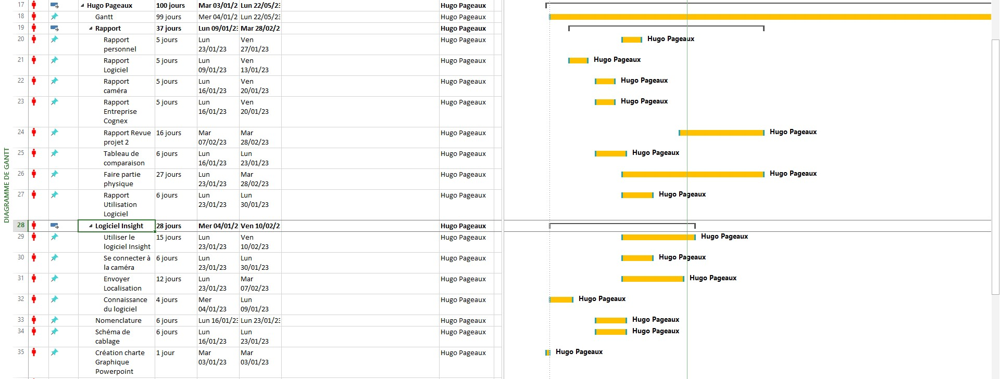 DIAGRAMME DE GANTT
17 Hugo Pageaux 100 jours Mar 03/01/2 Lun 22/05/23 Hugo Pageaux
18 Gantt 99 jours Mer 04/01/2 Lun 22/05/23 Hugo Pageaux
19 Rapport 37 jours Lun 09/01/23 Mar 28/02/2 Hugo Pageaux
20 Rapport 5 jours Lun Ven Hugo Pageaux Hugo Pageaux
personnel 23/01/23 27/01/23
21 Rapport 5 jours Lun Ven Hugo Pageaux Hugo Pageaux
Logiciel 09/01/23 13/01/23
22 Rapport 5 jours Lun Ven Hugo Pageaux Hugo Pageaux
caméra 16/01/23 20/01/23
23 Rapport 5 jours Lun Ven Hugo Pageaux Hugo Pageaux
Entreprise 16/01/23 20/01/23
Cognex
24 Rapport Revue 16 jours Mar Mar Hugo Pageaux Hugo Pageaux
projet 2 07/02/23 28/02/23
25 Tableau de 6 jours Lun Lun Hugo Pageaux Hugo Pageaux
comparaison 16/01/23 23/01/23
26 Faire partie 27 jours Lun Mar Hugo Pageaux Hugo Pageaux
physique 23/01/23 28/02/23
27 Rapport 6 jours Lun Lun Hugo Pageaux Hugo Pageaux
Utilisation 23/01/23 30/01/23
Logiciel
28 Logiciel Insight 28 jours Mer 04/01/2 Ven 10/02/2 Hugo Pageaux
29 Utiliser le 15 jours Lun Ven Hugo Pageaux Hugo Pageaux
logiciel Insight 23/01/23 10/02/23
30 Se connecter à 6 jours Lun Lun Hugo Pageaux Hugo Pageaux
la caméra 23/01/23 30/01/23
31 Envoyer 12 jours Lun Mar Hugo Pageaux Hugo Pageaux
Localisation 23/01/23 07/02/23
32 Connaissance 4 jours Mer Lun Hugo Pageaux Hugo Pageaux
du logiciel 04/01/23 09/01/23
33 Nomenclature 6 jours Lun 16/01/23 Lun 23/01/23 Hugo Pageaux Hugo Pageaux
34 Schéma de 6 jours Lun Lun Hugo Pageaux Hugo Pageaux
cablage 16/01/23 23/01/23
35 Création charte 1 jour Mar Mar Hugo Pageaux Hugo Pageaux
Graphique 03/01/23 03/01/23
Powerpoint